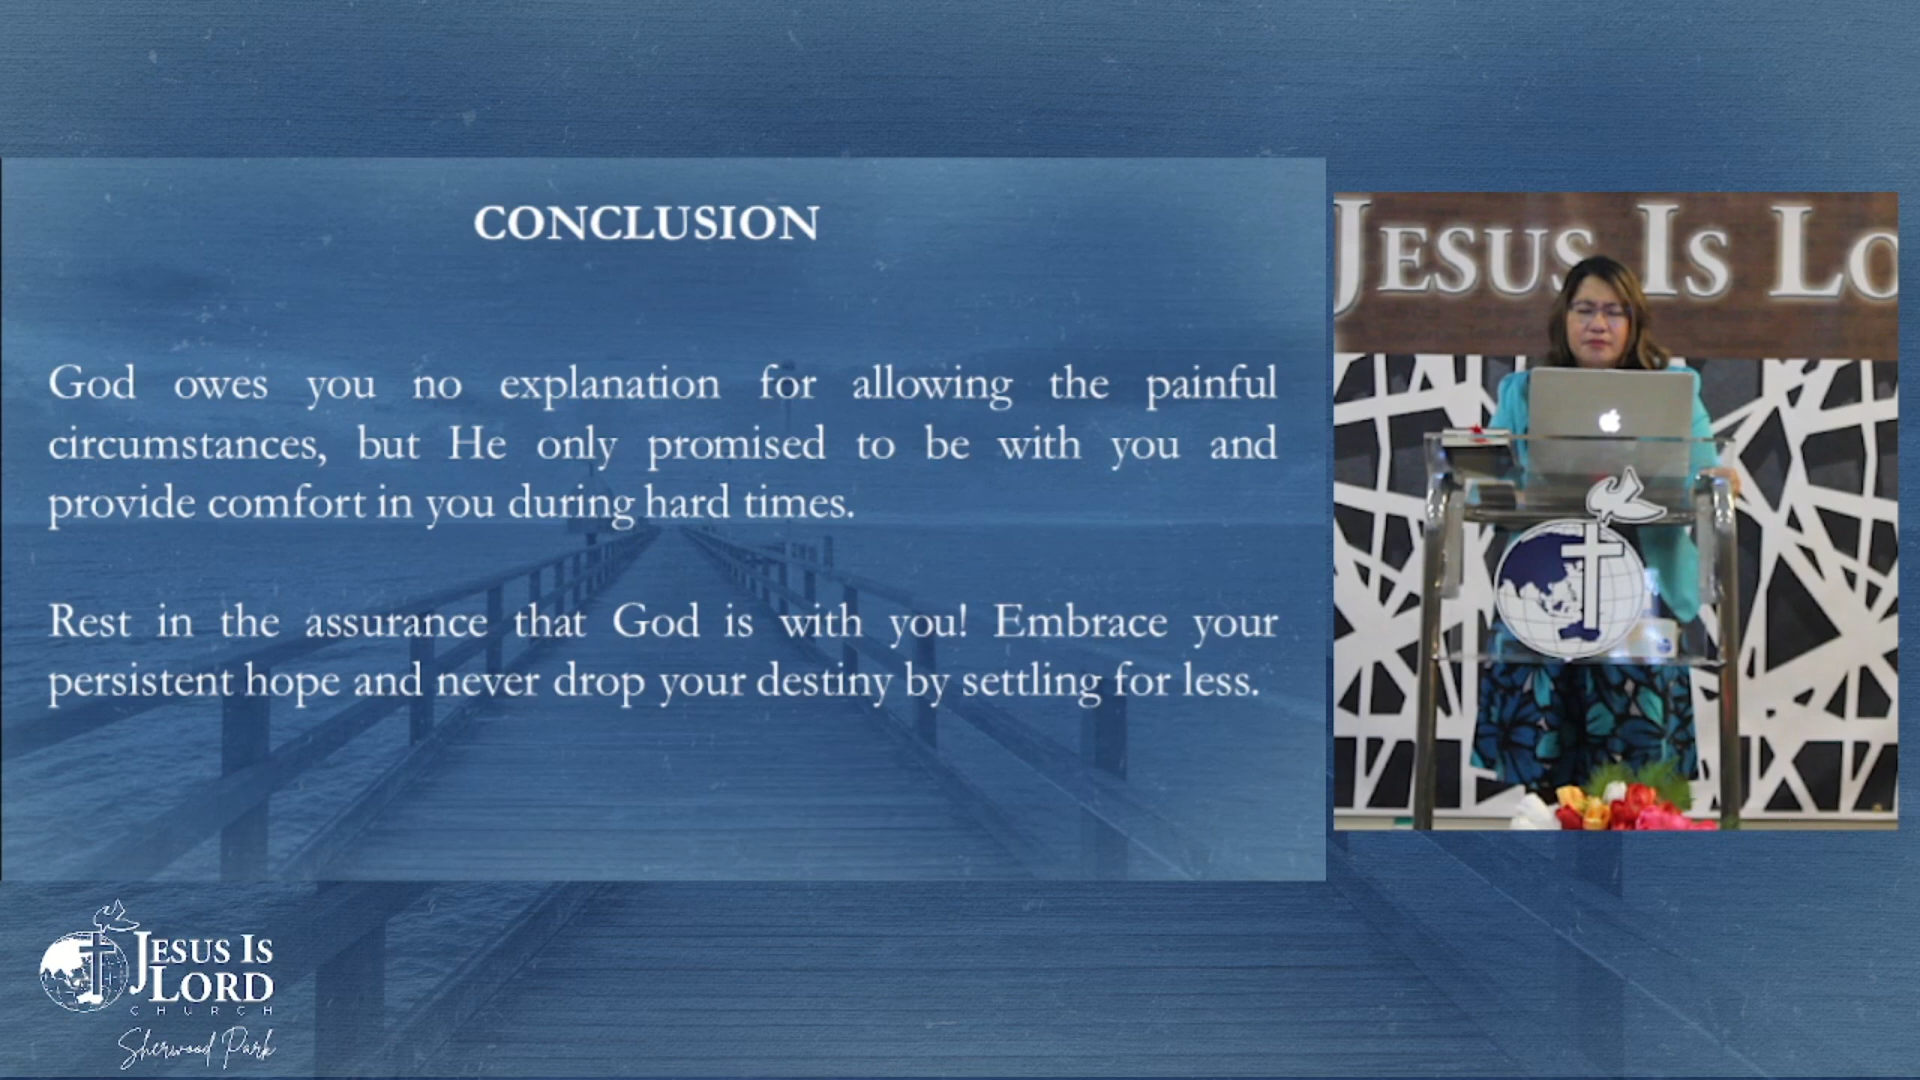 CONCLUSION
God owes you no explanation for allowing the painful
circumstances, but He only promised to be with you and
provide comfort in you during hard times.
Rest in the assurance that God is with you! Embrace your
persistent hope and never drop your destiny by settling for less.
JESUS IS LO
JESUS IS
LORD
CHURCH
Sherwood Park